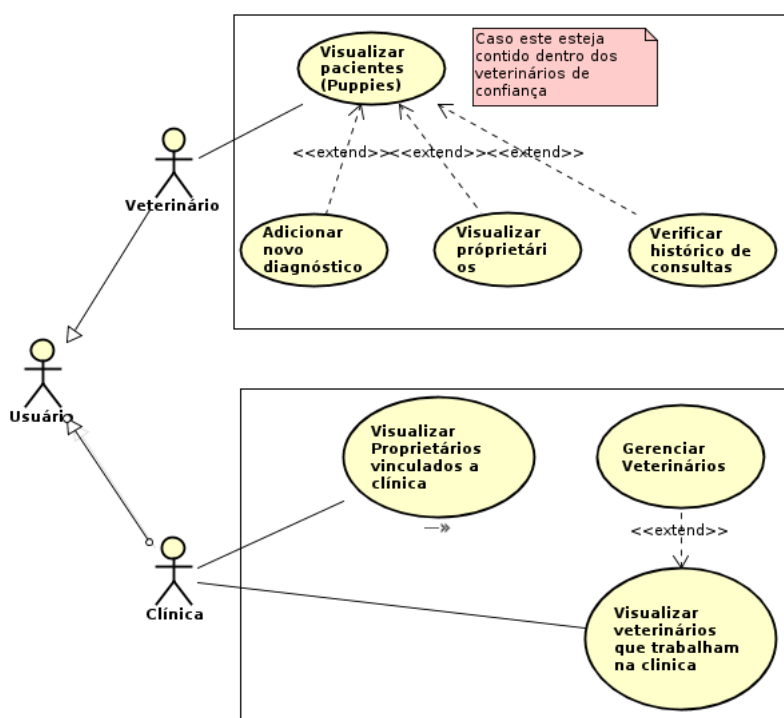 Visualizar
pacientes
(Puppies)
Caso este esteja
contido dentro dos
veterinários de
confiança
<<extend>>
<<extend>>
<<extend>>
Veterinário
Adicionar
novo
diagnóstico
Visualizar
próprietári
os
Verificar
histórico de
consultas
Usuário
Visualizar
Proprietários
vinculados a
clínica
Gerenciar
Veterinários
<<extend>>
Clínica
Visualizar
veterinários
que trabalham
na clinica